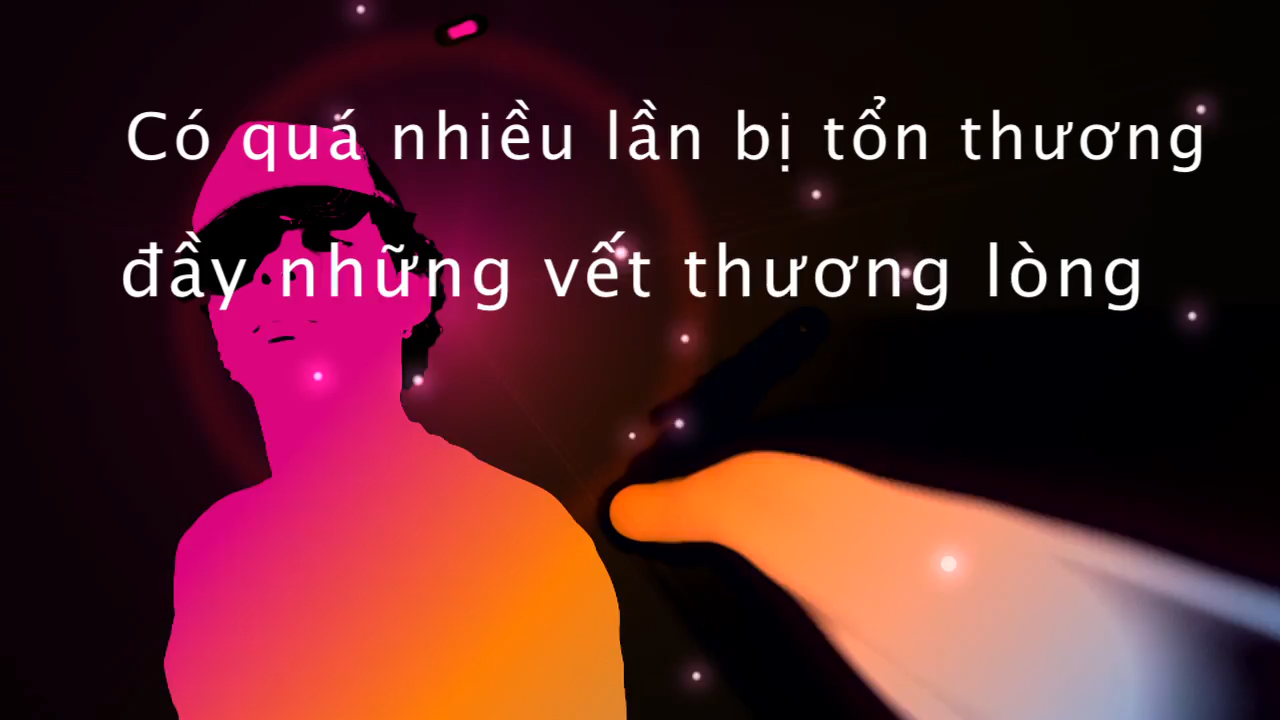 Có quá nhiều lần bị tổn thương
đầy những vết thương lòng